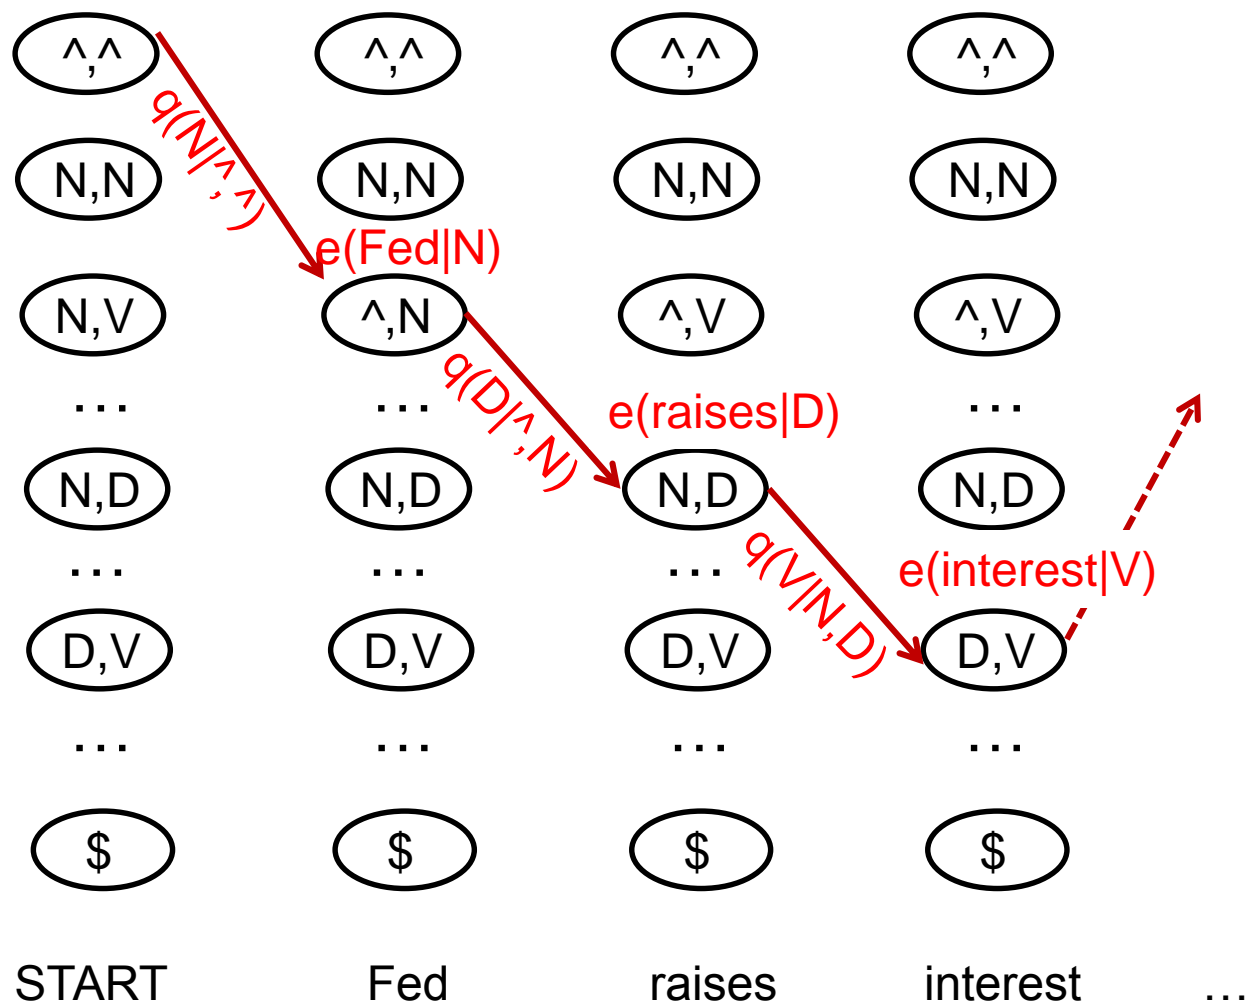 ^,^ ^,^ ^,^ ^,^
q(N|^,^)
N,N N,N N,N N,N
e(Fed|N)
N,V ^,N ^,V ^,V
q(D|^,N)
… … …
e(raises|D)
N,D N,D N,D N,D
q(V|N,D)
… … …
e(interest|V)
D,V D,V D,V D,V
… … … …
$ $ $ $
START Fed raises interest …